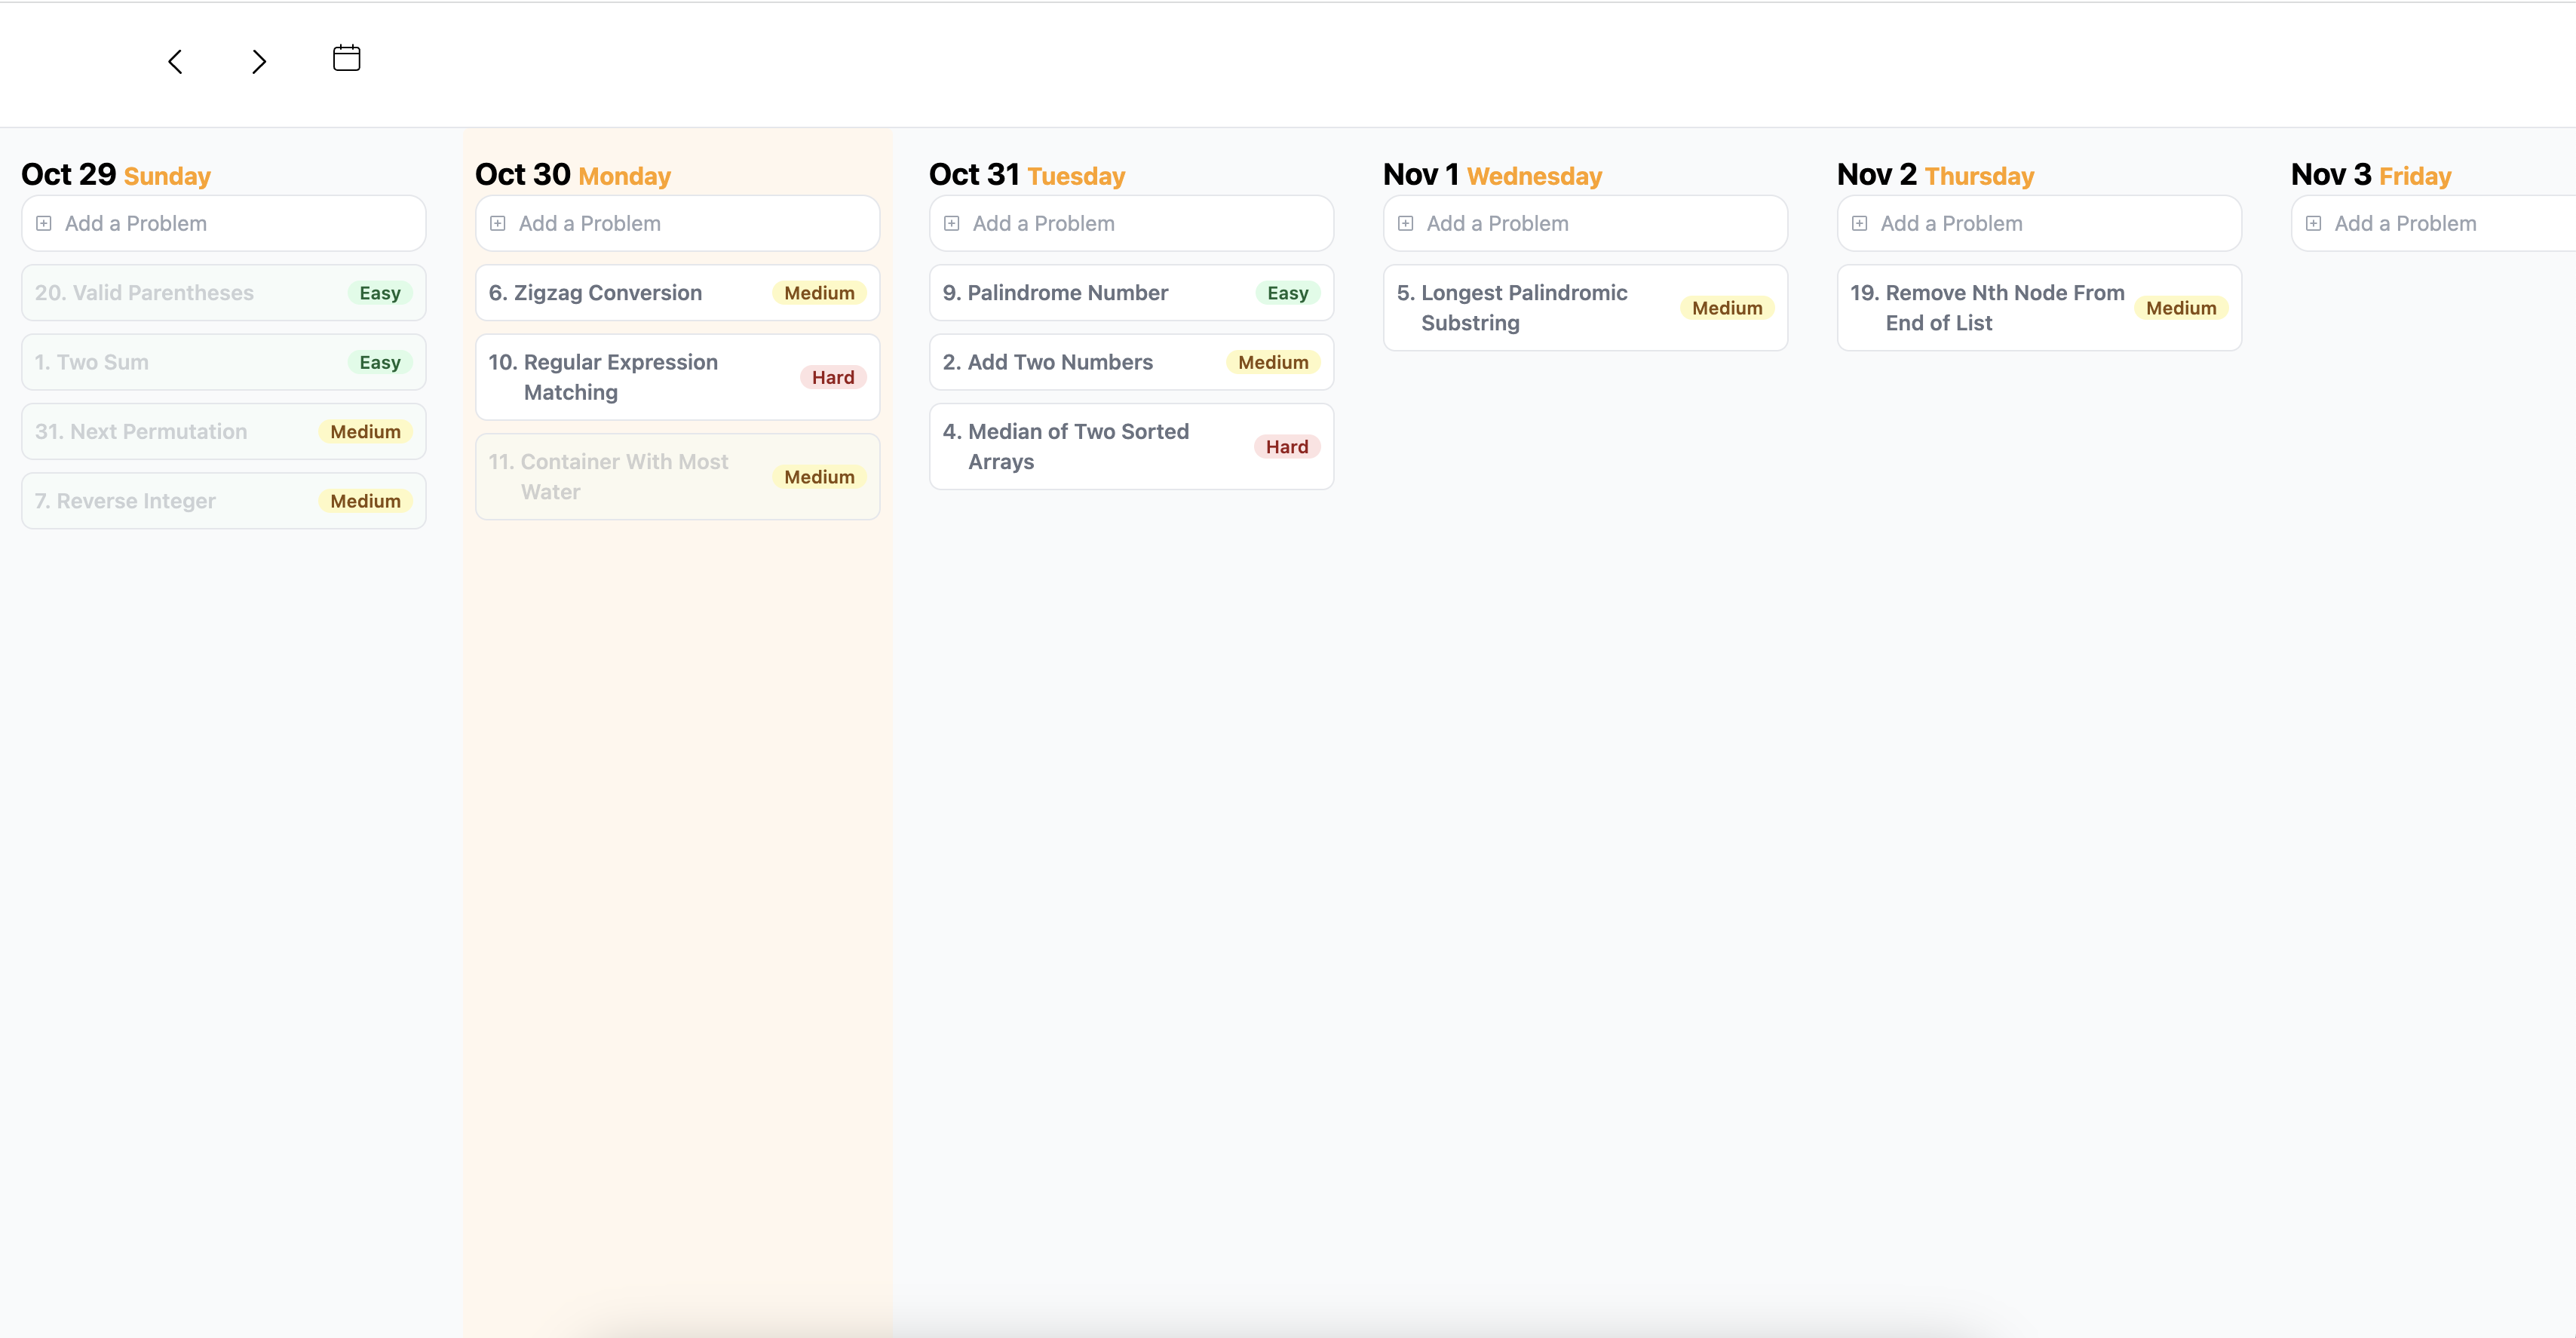 Oct 29 Sunday
Add a Problem
20. Valid Parentheses Easy
1. Two Sum Easy
31. Next Permutation Medium
7. Reverse Integer Medium
Oct 30 Monday
Add a Problem
6. Zigzag Conversion Medium
10. Regular Expression
Matching
Hard
11. Container With Most
Water
Medium
Oct 31 Tuesday
Add a Problem
9. Palindrome Number Easy
2. Add Two Numbers Medium
4. Median of Two Sorted
Arrays
Hard
Nov 1 Wednesday
Add a Problem
5. Longest Palindromic
Substring
Medium
Nov 2 Thursday
Add a Problem
19. Remove Nth Node From
End of List
Medium
Nov 3 Friday
Add a Problem